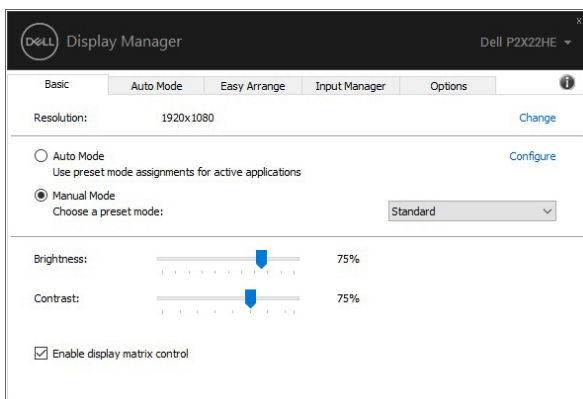 DELL Display Manager Dell P2X22HE
Basic Auto Mode Easy Arrange Input Manager Options
Resolution: 1920x1080 Change
Auto Mode Configure
Use preset mode assignments for active applications
Manual Mode
Choose a preset mode: Standard
Brightness: 75%
Contrast: 75%
Enable display matrix control